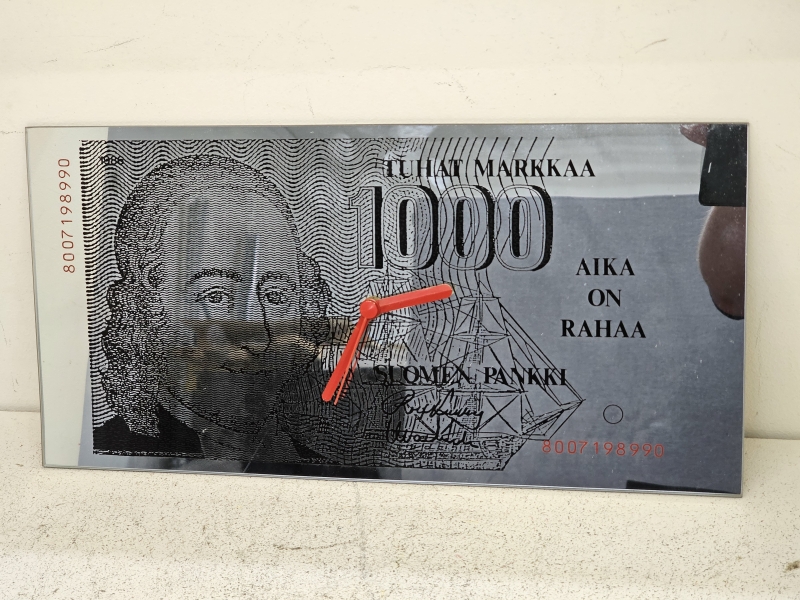 1986
8007198990
TUHAT MARKKAA
1000
AIKA
ON
RAHAA
SUOMEN PANKKI
8007198990